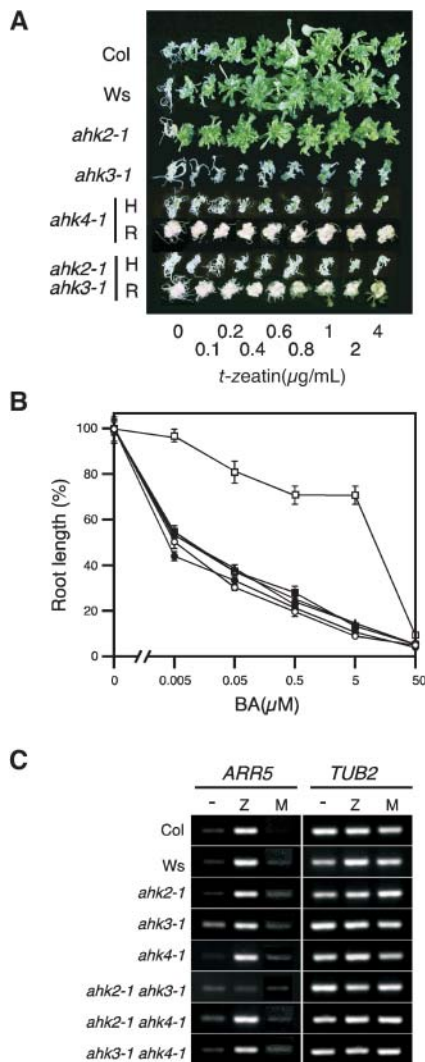 A
Col
Ws
ahk2-1
ahk3-1
ahk4-1 H
R
ahk2-1 H
ahk3-1 R
0 0.2 0.6 1 4
0.1 0.4 0.8 2
t-zeatin(µg/mL)
B
Root length (%)
100
80
60
40
20
0
0 0.005 0.05 0.5 5 50
BA(µM)
C
ARR5 TUB2
- Z M - Z M
Col
Ws
ahk2-1
ahk3-1
ahk4-1
ahk2-1 ahk3-1
ahk2-1 ahk4-1
ahk3-1 ahk4-1